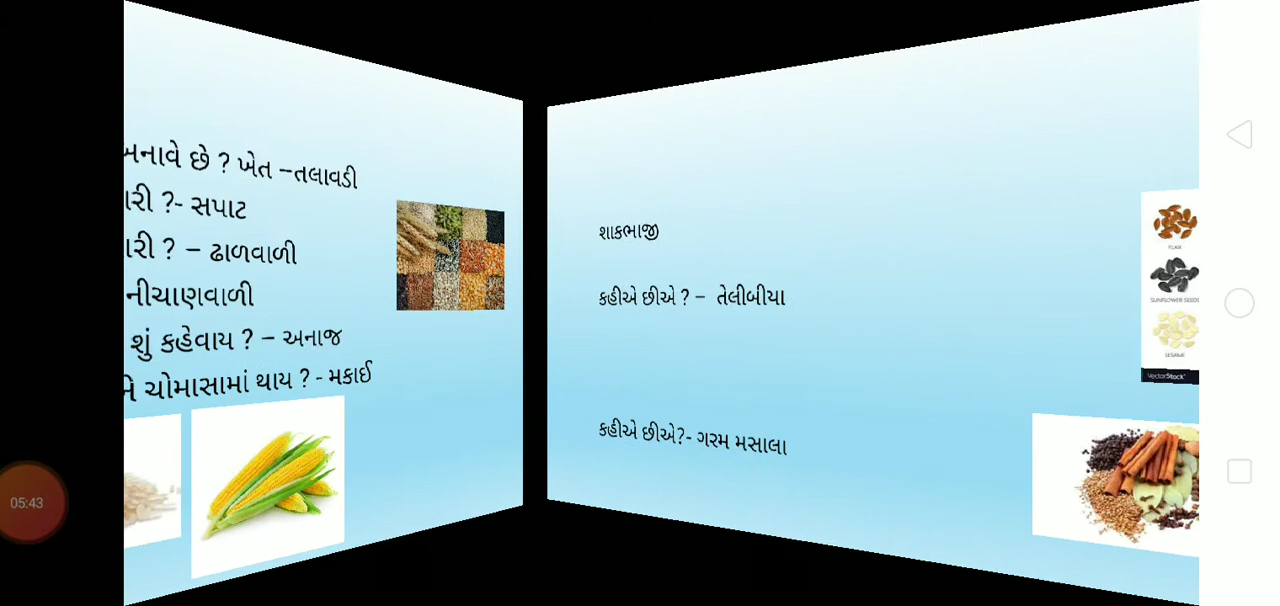 બનાવે છે ? ખેત –તલાવડી
?- સપાટ
? – ઢાળવાળી
નીચાણવાળી
શું કહેવાય ? – અનાજ
ચોમાસામાં થાય ? - મકાઈ
શાકભાજી
કહીએ છીએ ? – તેલીબીયા
કહીએ છીએ?- ગરમ મસાલા
FLAX
SUNFLOWER SEEDS
SESAME
VectorStock
05:43